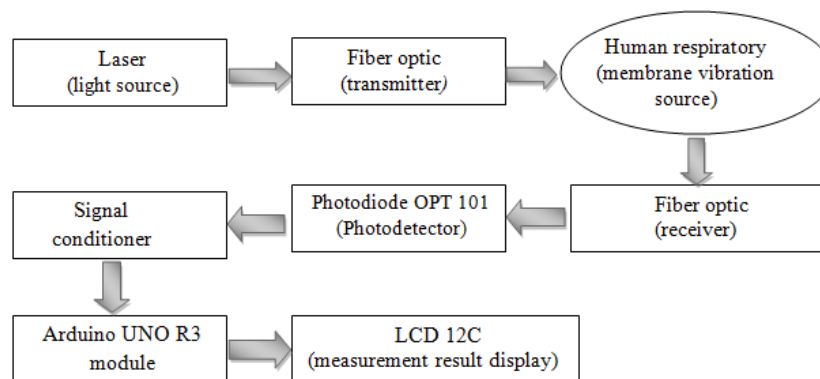 Laser
(light source)
Fiber optic
(transmitter)
Human respiratory
(membrane vibration
source)
Fiber optic
(receiver)
Photodiode OPT 101
(Photodetector)
Signal
conditioner
Arduino UNO R3
module
LCD 12C
(measurement result display)